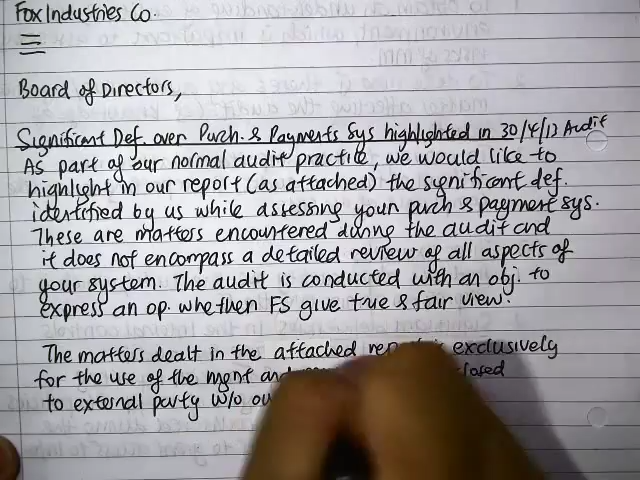 Fox Industries Co.
Board of Directors,
Significant Def. over Purch. & Payments Sys highlighted in 30/4/13 Audit
As part of our normal audit practice, we would like to
highlight in our report (as attached) the significant def.
identified by us while assessing your purch & payment sys.
These are matters encountered during the audit and
it does not encompass a detailed review of all aspects of
your system. The audit is conducted with an obj. to
express an op. whether FS give true & fair view.
The matters dealt in the attached report is exclusively
for the use of the mgnt and
to external party w/o